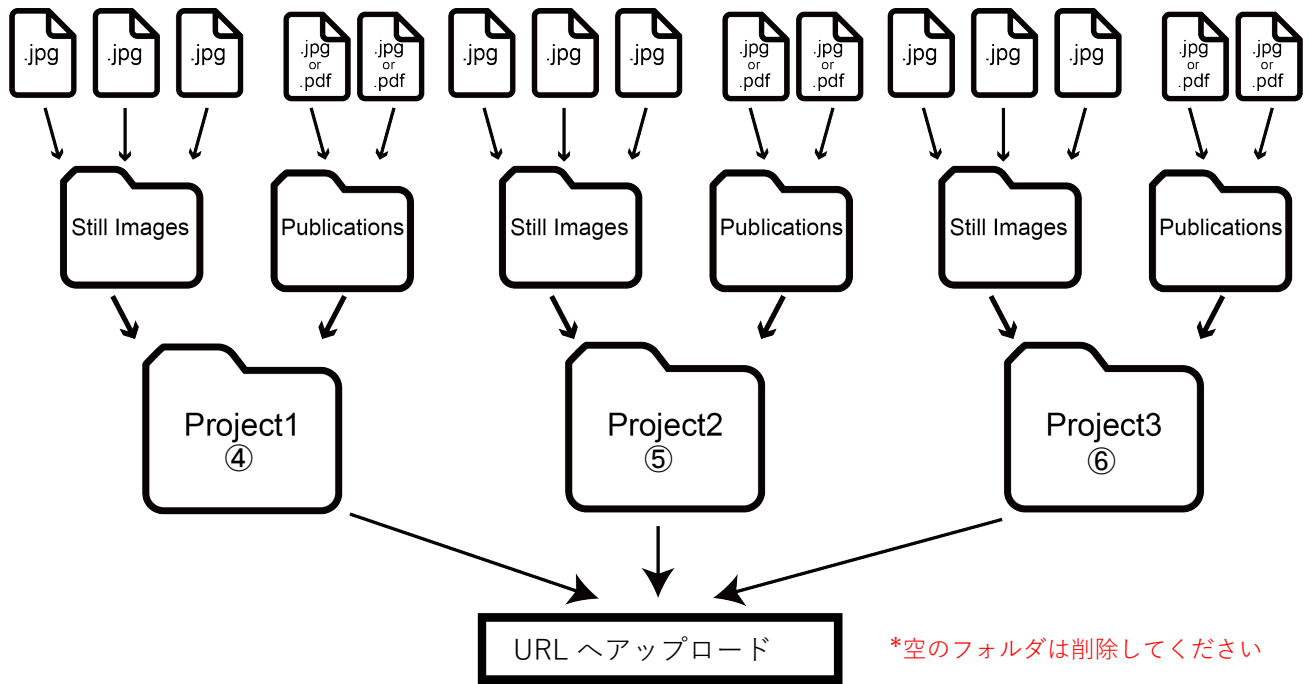 .jpg
.jpg
.jpg
.jpg
or
.pdf
.jpg
or
.pdf
.jpg
.jpg
.jpg
.jpg
or
.pdf
.jpg
or
.pdf
.jpg
.jpg
.jpg
.jpg
or
.pdf
.jpg
or
.pdf
Still Images
Publications
Still Images
Publications
Still Images
Publications
Project1
④
Project2
⑤
Project3
⑥
URL へアップロード
*空のフォルダは削除してください